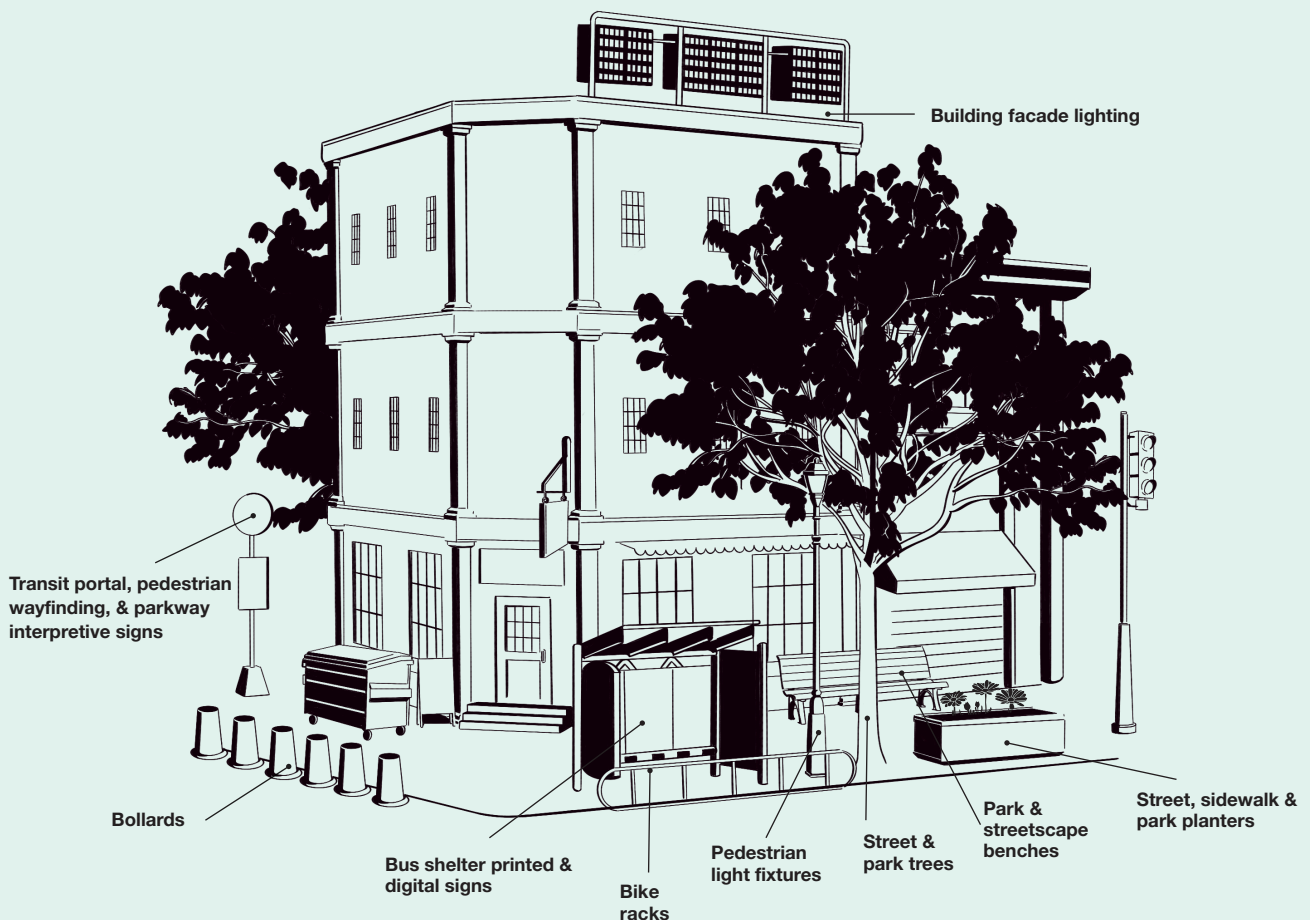 Building facade lighting
Transit portal, pedestrian
wayfinding, & parkway
interpretive signs
Bollards
Bus shelter printed &
digital signs
Bike
racks
Pedestrian
light fixtures
Street &
park trees
Park &
streetscape
benches
Street, sidewalk &
park planters